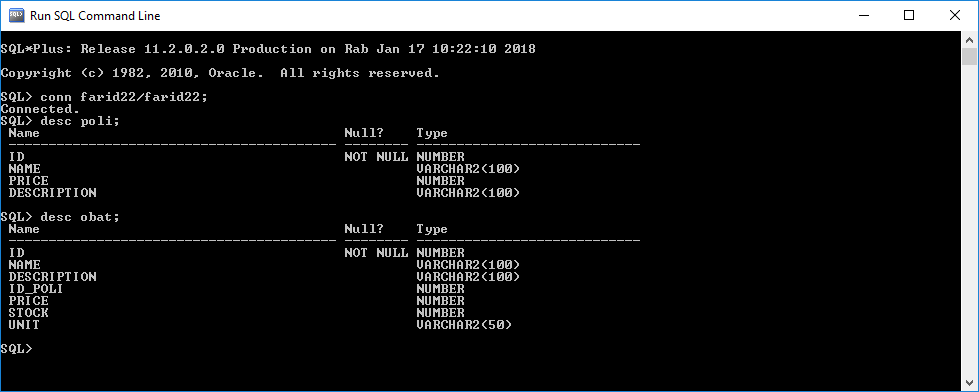 Run SQL Command Line
SQL*Plus: Release 11.2.0.2.0 Production on Rab Jan 17 10:22:10 2018
Copyright (c) 1982, 2010, Oracle.  All rights reserved.
SQL> conn farid22/farid22;
Connected.
SQL> desc poli;
 Name                                      Null?    Type
 ----------------------------------------- -------- ----------------------------
 ID                                        NOT NULL NUMBER
 NAME                                               VARCHAR2(100)
 PRICE                                              NUMBER
 DESCRIPTION                                        VARCHAR2(100)
SQL> desc obat;
 Name                                      Null?    Type
 ----------------------------------------- -------- ----------------------------
 ID                                        NOT NULL NUMBER
 NAME                                               VARCHAR2(100)
 DESCRIPTION                                        VARCHAR2(100)
 ID_POLI                                            NUMBER
 PRICE                                              NUMBER
 STOCK                                              NUMBER
 UNIT                                               VARCHAR2(50)
SQL>